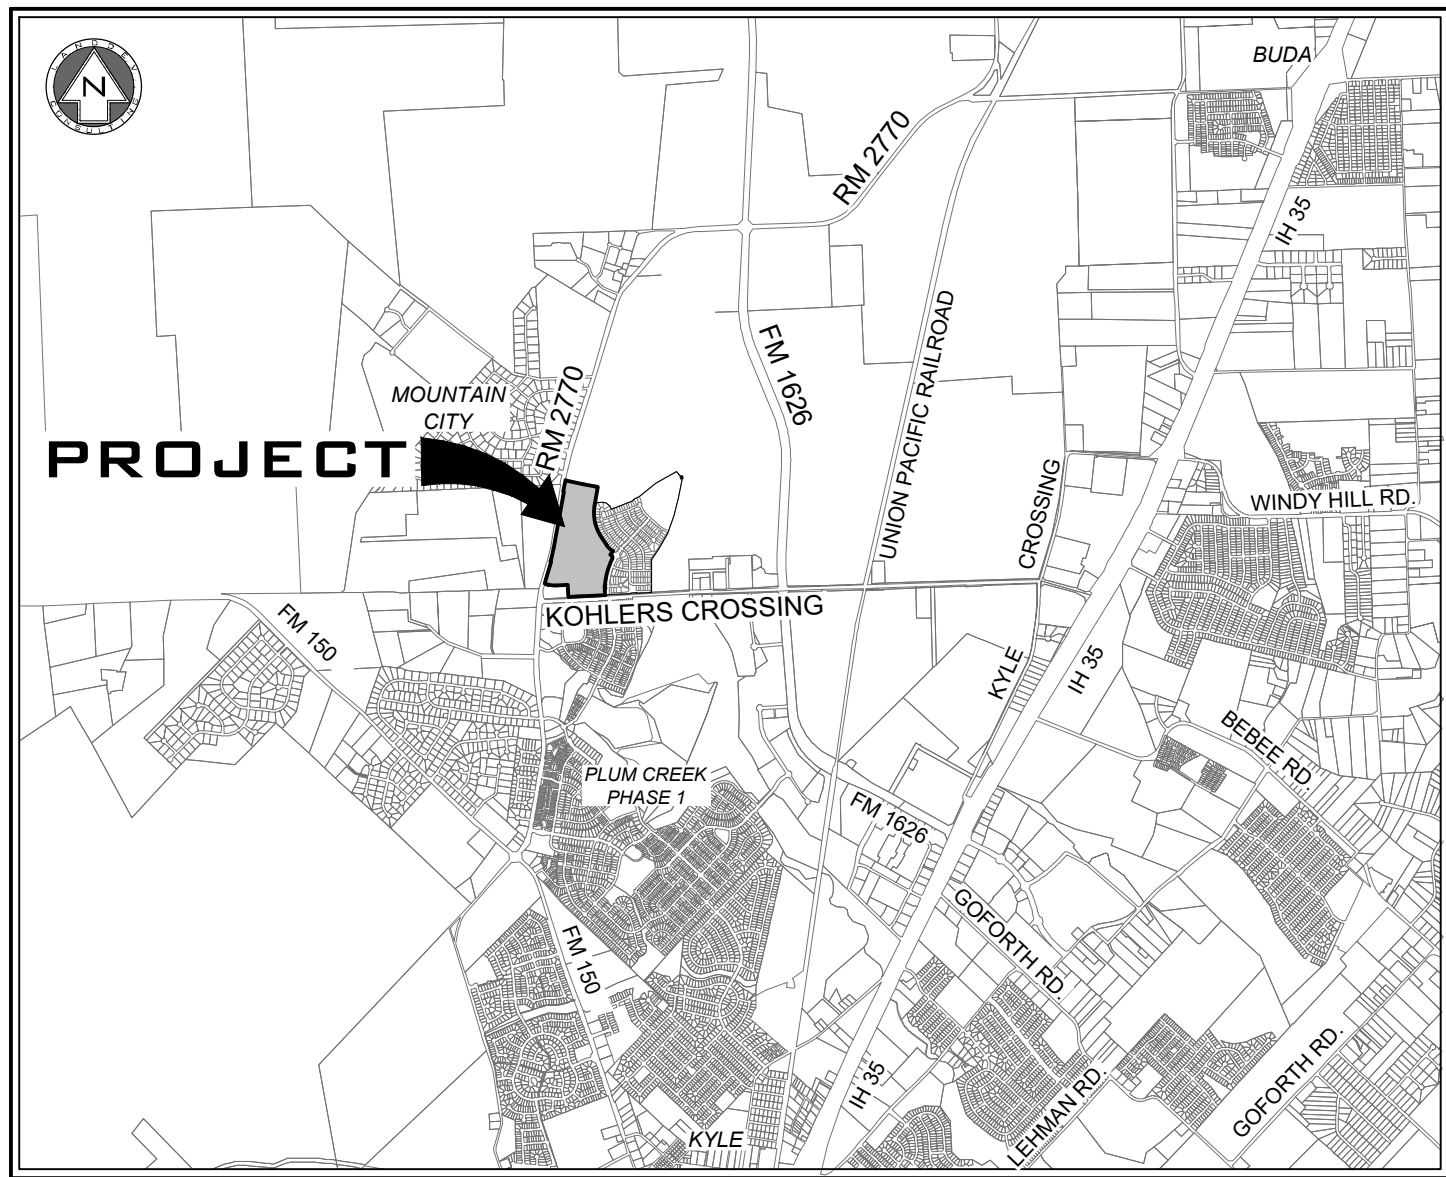 LANDDEV CONSULTING
N
BUDA
RM 2770
IH 35
UNION PACIFIC RAILROAD
FM 1626
MOUNTAIN
CITY
RM 2770
PROJECT
CROSSING
WINDY HILL RD.
KOHLERS CROSSING
FM 150
KYLE
IH 35
BEBEE RD.
PLUM CREEK
PHASE 1
FM 1626
GOFORTH RD.
FM 150
IH 35
LEHMAN RD.
GOFORTH RD.
KYLE